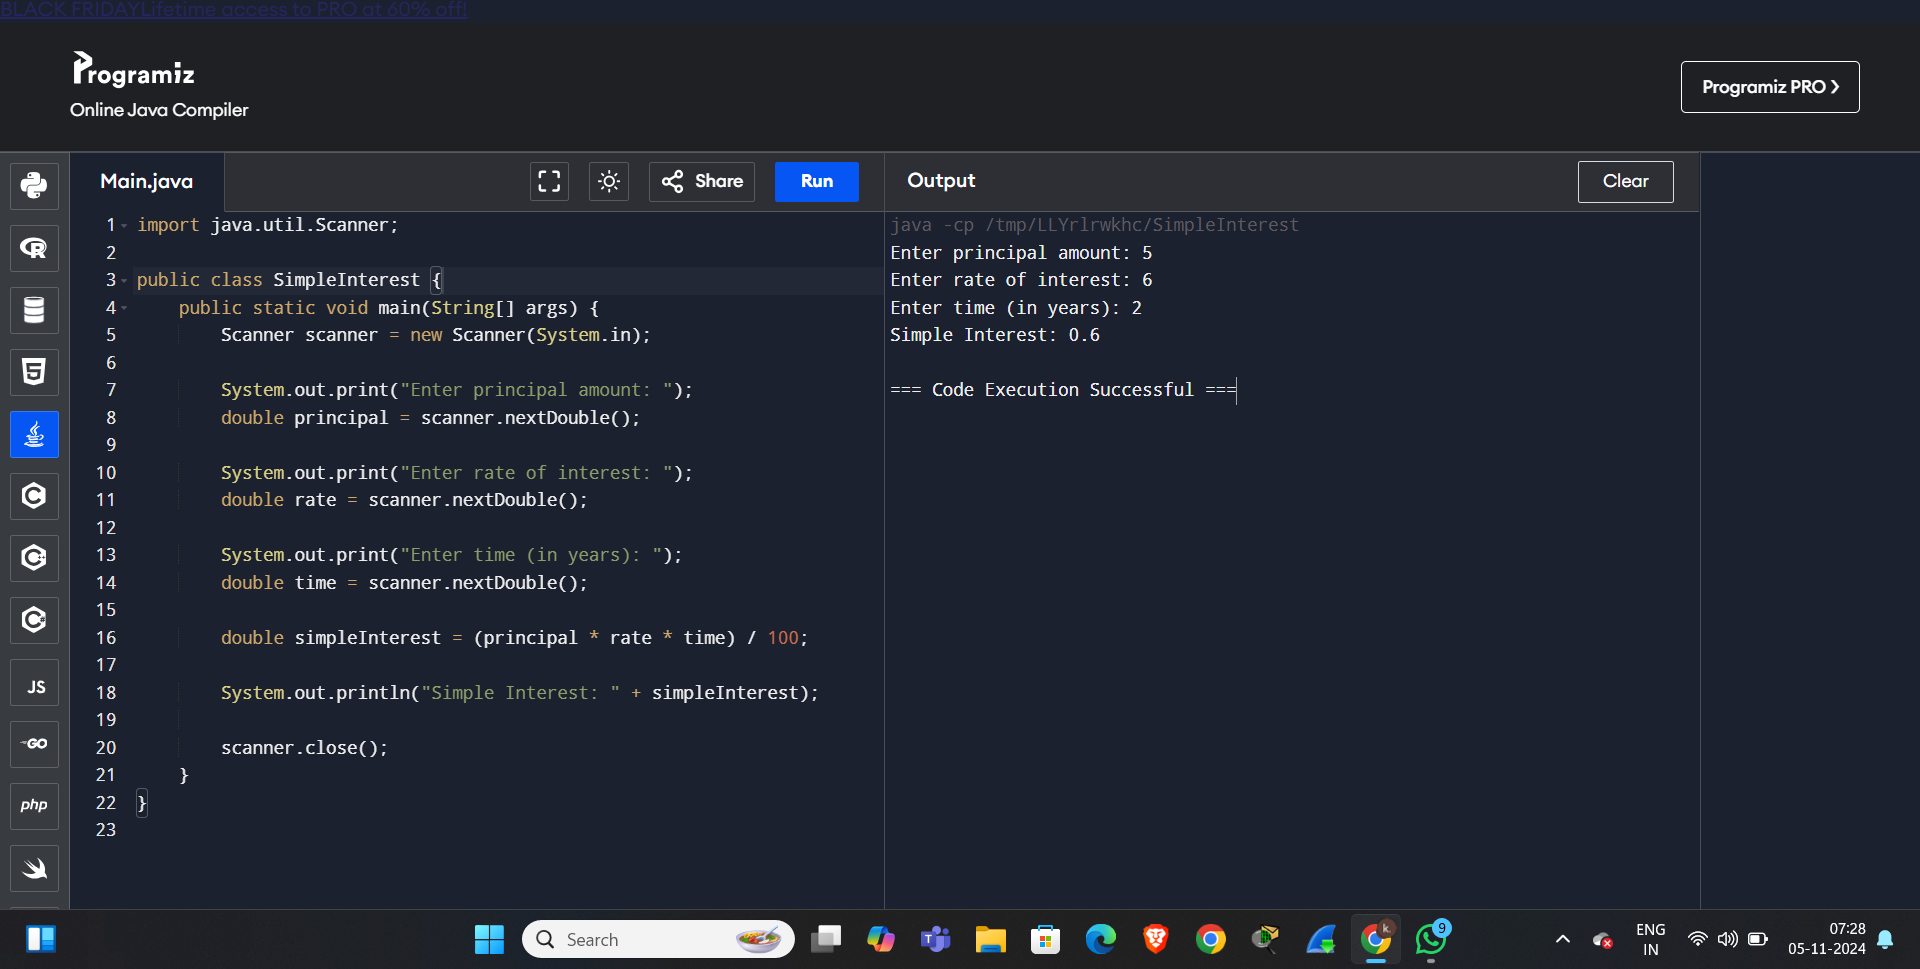 BLACK FRIDAYLifetime access to PRO at 60% off!
Programiz
Online Java Compiler
Programiz PRO ❯
Main.java
Share
Run
Output
Clear
1 import java.util.Scanner;
2
3 public class SimpleInterest {
4     public static void main(String[] args) {
5         Scanner scanner = new Scanner(System.in);
6
7         System.out.print("Enter principal amount: ");
8         double principal = scanner.nextDouble();
9
10         System.out.print("Enter rate of interest: ");
11         double rate = scanner.nextDouble();
12
13         System.out.print("Enter time (in years): ");
14         double time = scanner.nextDouble();
15
16         double simpleInterest = (principal * rate * time) / 100;
17
18         System.out.println("Simple Interest: " + simpleInterest);
19
20         scanner.close();
21     }
22 }
23
java -cp /tmp/LLYrlrwkhc/SimpleInterest
Enter principal amount: 5
Enter rate of interest: 6
Enter time (in years): 2
Simple Interest: 0.6
=== Code Execution Successful ===
R
5
C
C
C
JS
GO
php
Search
T
k.
9
ENG
IN
07:28
05-11-2024